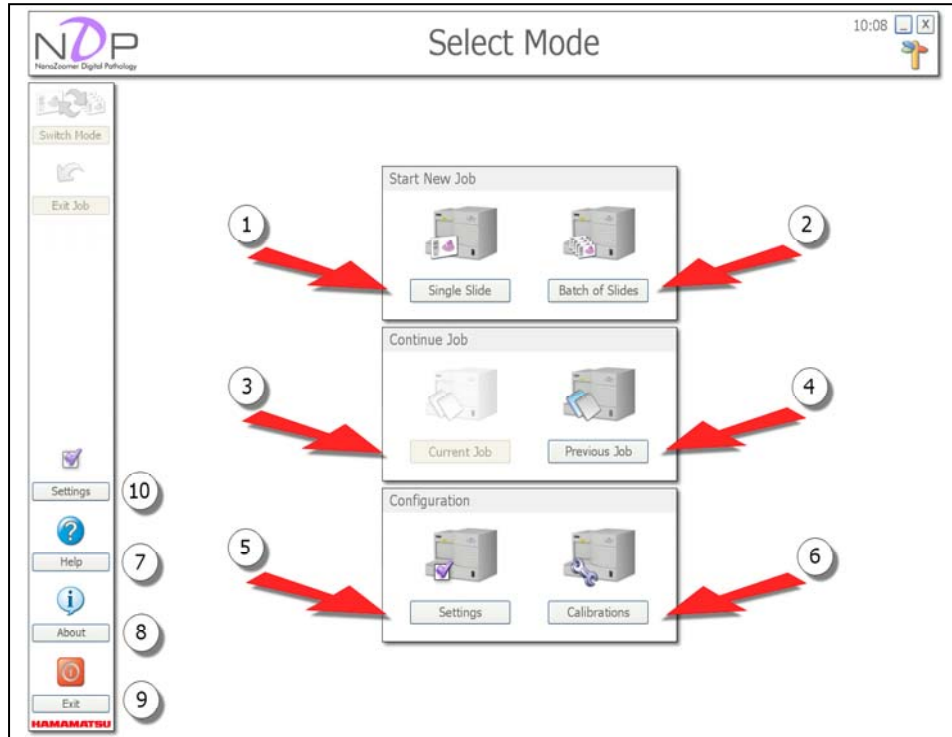 NDP
NanoZoomer Digital Pathology
Select Mode
10:08
Switch Mode
Exit Job
Start New Job
1
2
Single Slide
Batch of Slides
Continue Job
3
4
Current Job
Previous Job
Configuration
5
6
Settings
Calibrations
Settings
10
Help
7
About
8
Exit
9
HAMAMATSU